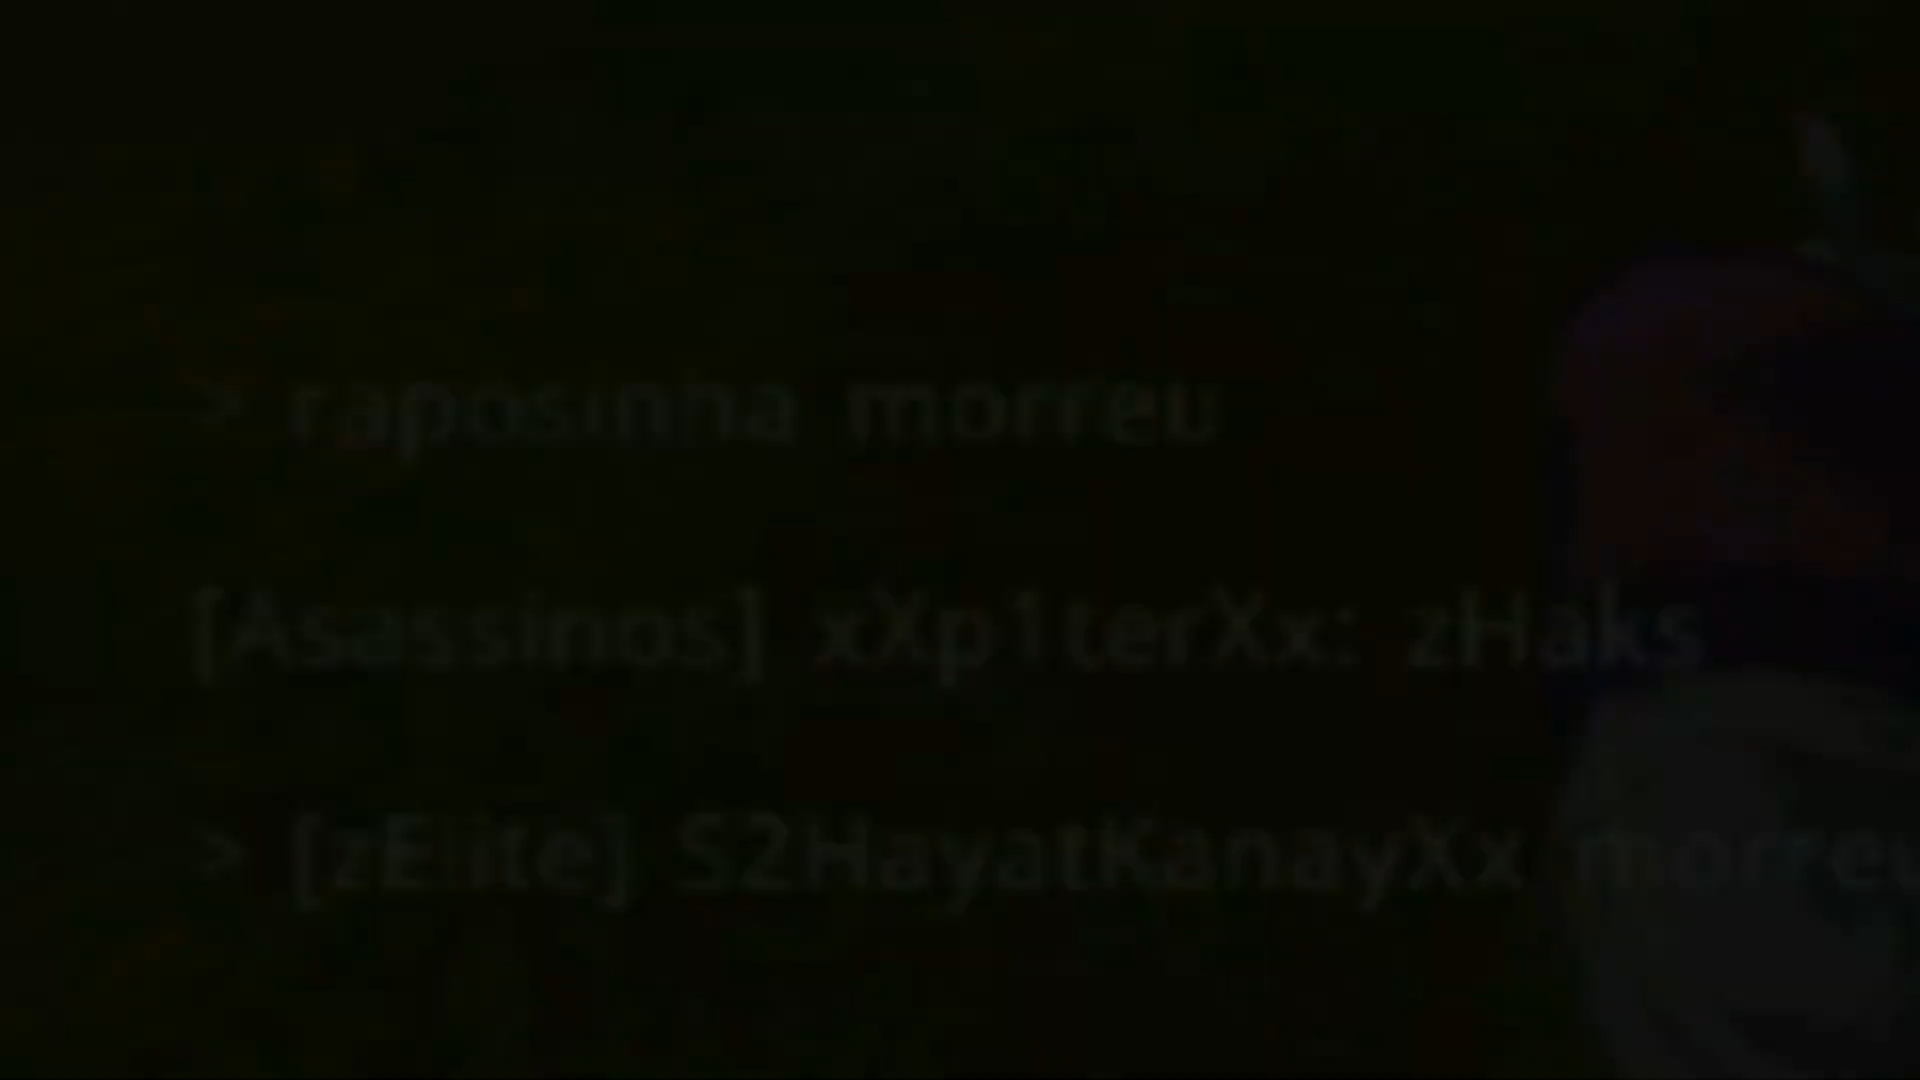 > raposinha morreu
[Asassinos] xXp1terXx: zHaks
> [zElite] S2HayatKanayXx morreu